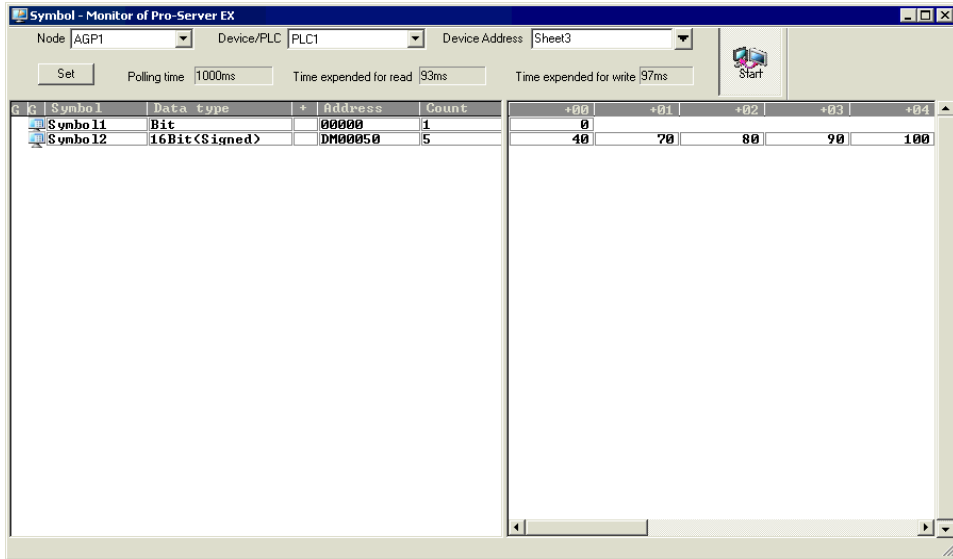 Symbol - Monitor of Pro-Server EX
Node AGP1 Device/PLC PLC1 Device Address Sheet3
Set Polling time 1000ms Time expended for read 93ms Time expended for write 97ms Start
G G Symbol Data type + Address Count +00 +01 +02 +03 +04
Symbol1 Bit 00000 1 0
Symbol2 16Bit(Signed) DM00050 5 40 70 80 90 100